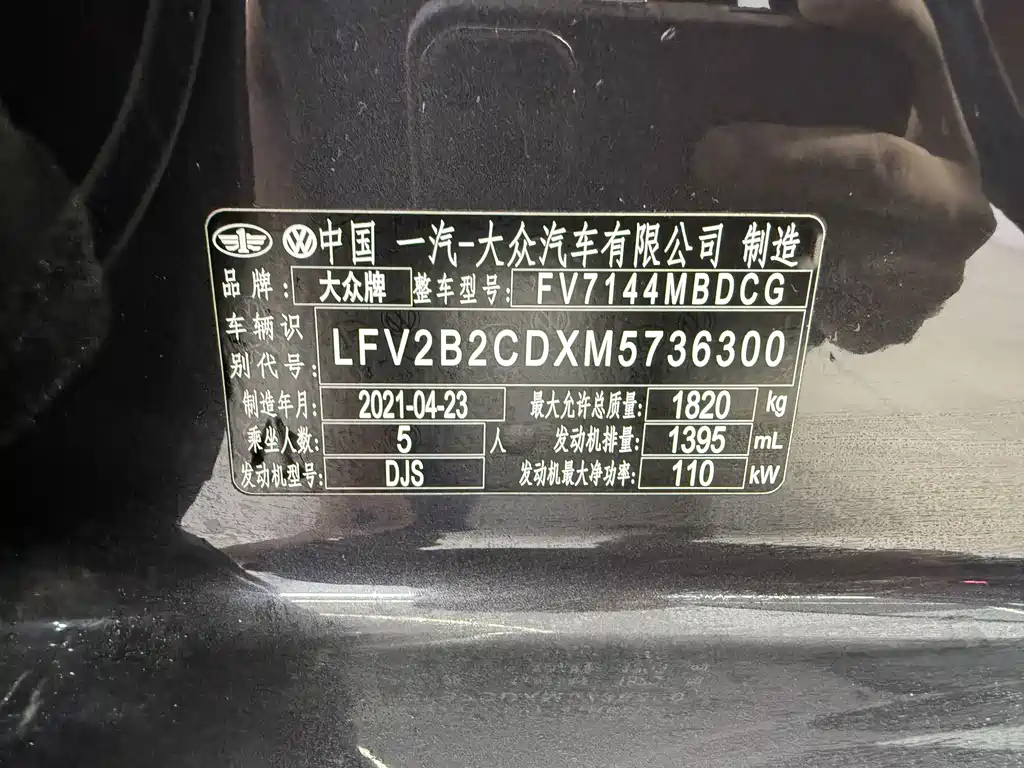 中国 一汽-大众汽车有限公司 制造
品牌: 大众牌 整车型号: FV7144MBDCG
车辆识别代号: LFV2B2CDXM5736300
制造年月: 2021-04-23 最大允许总质量: 1820 kg
乘坐人数: 5 人 发动机排量: 1395 mL
发动机型号: DJS 发动机最大净功率: 110 kW